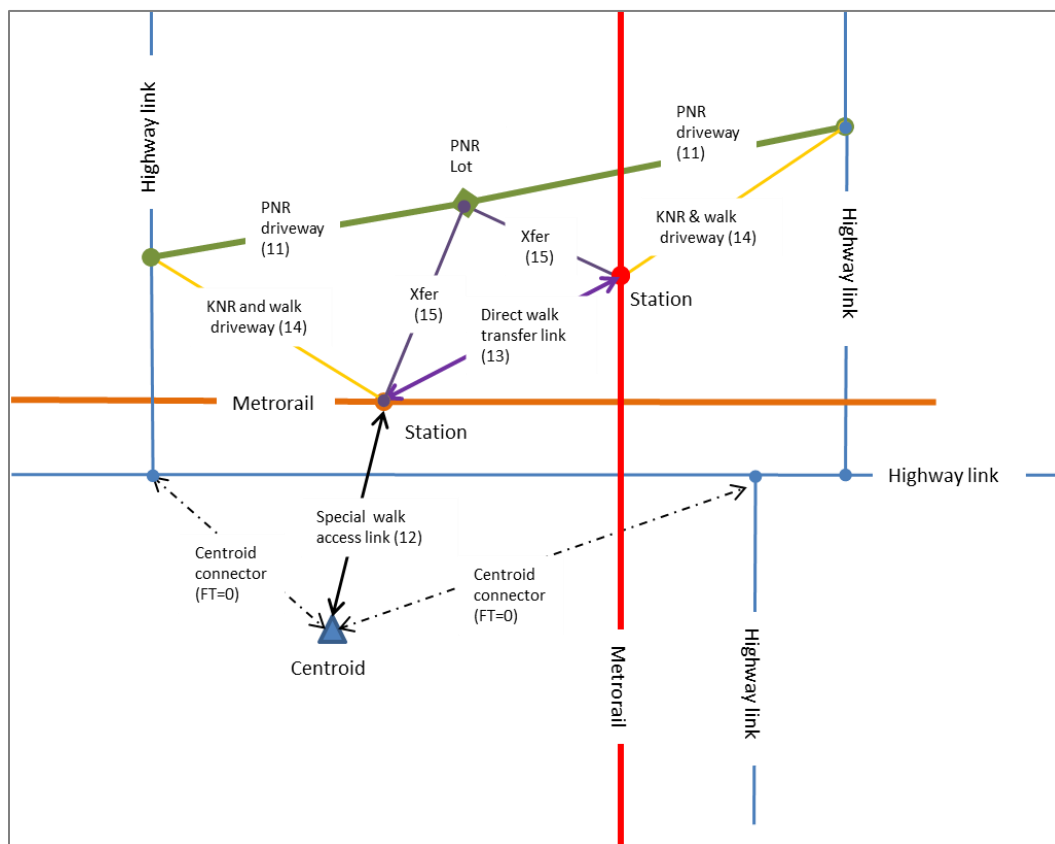 Highway link
PNR
Lot
PNR
driveway
(11)
PNR
driveway
(11)
Xfer
(15)
KNR & walk
driveway (14)
Highway link
KNR and walk
driveway (14)
Xfer
(15)
Direct walk
transfer link
(13)
Station
Metrorail
Station
Highway link
Special walk
access link (12)
Centroid
connector
(FT=0)
Centroid
connector
(FT=0)
Centroid
Metrorail
Highway link